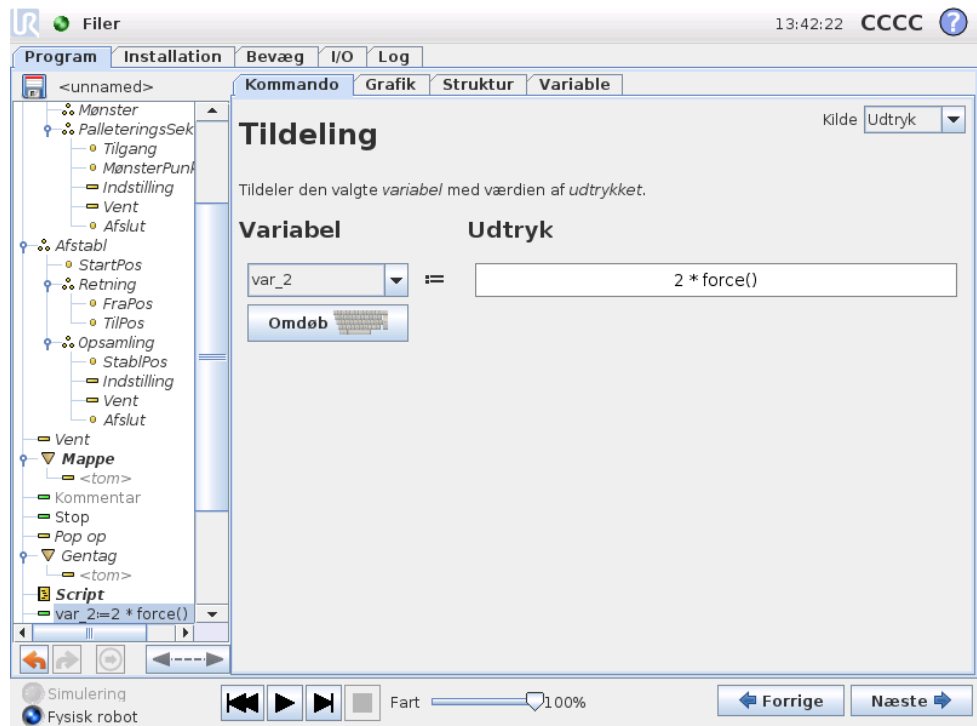 UR Filer 13:42:22 CCCC ?
Program Installation Bevæg I/O Log
<unnamed>
Kommando Grafik Struktur Variable
Mønster
PalleteringsSek
Tilgang
MønsterPunk
Indstilling
Vent
Afslut
Afstabl
StartPos
Retning
FraPos
TilPos
Opsamling
StablPos
Indstilling
Vent
Afslut
Vent
Mappe
<tom>
Kommentar
Stop
Pop op
Gentag
<tom>
Script
var_2:=2 * force()
Tildeling
Kilde Udtryk
Tildeler den valgte variabel med værdien af udtrykket.
Variabel Udtryk
var_2 := 2 * force()
Omdøb
Simulering
Fysisk robot
Fart 100%
Forrige Næste